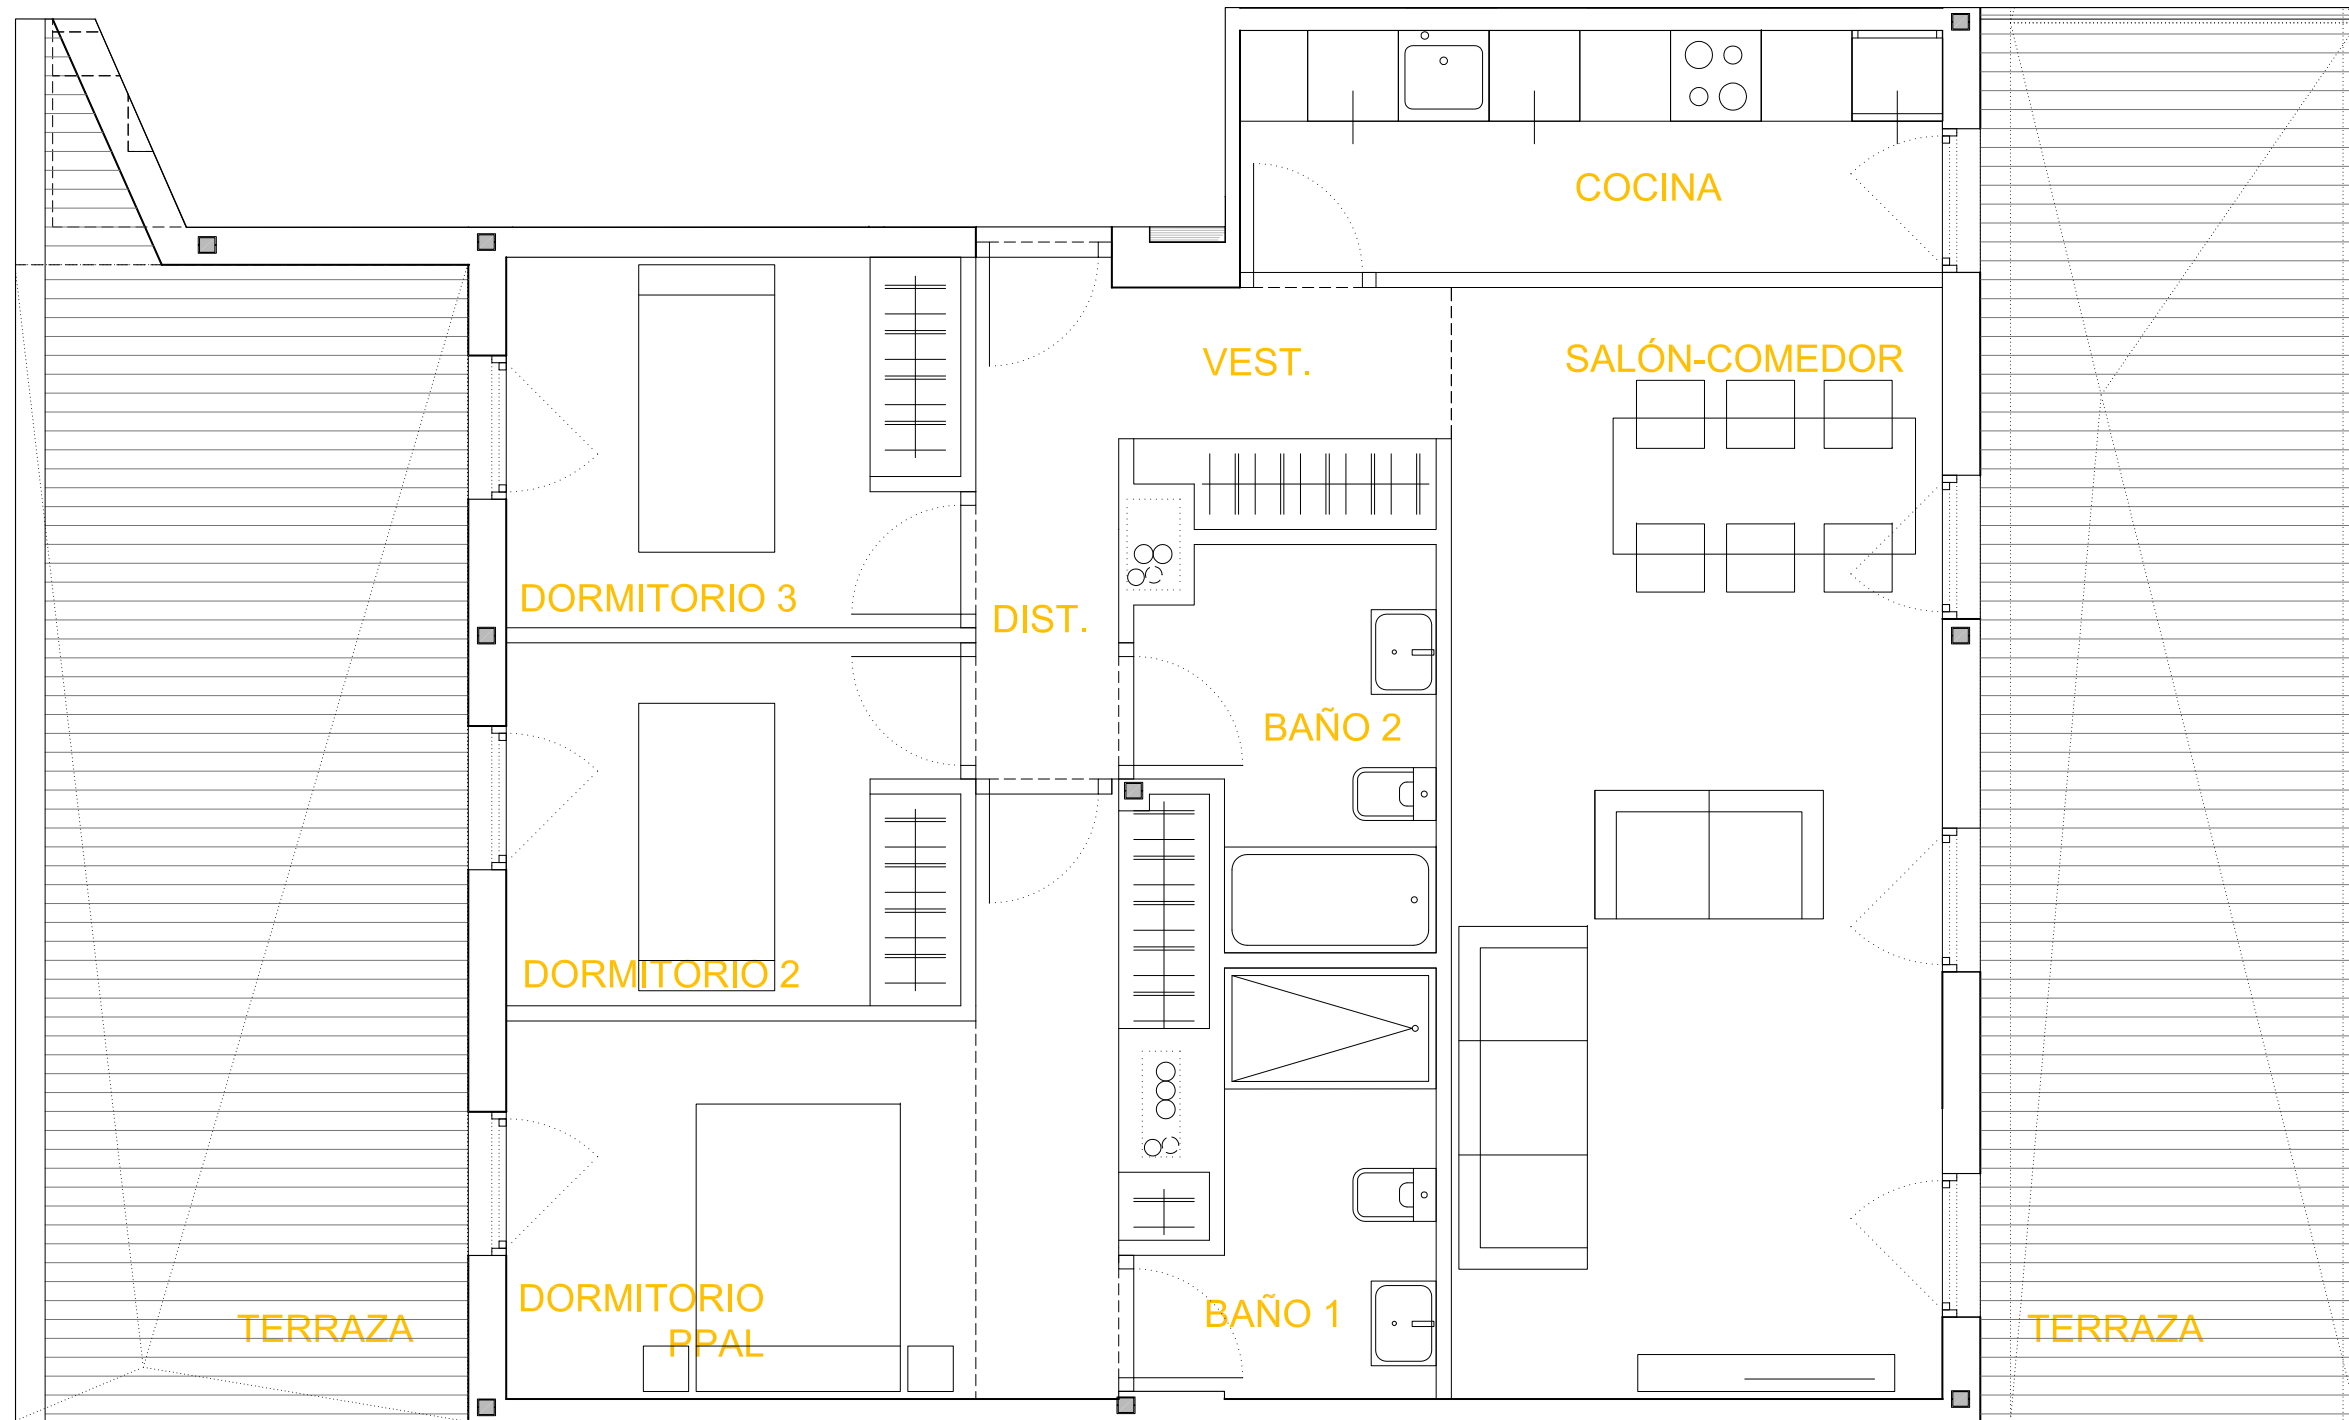 COCINA
VEST.
SALÓN-COMEDOR
DORMITORIO 3
DIST.
BAÑO 2
DORMITORIO 2
DORMITORIO
PPAL
BAÑO 1
TERRAZA
TERRAZA